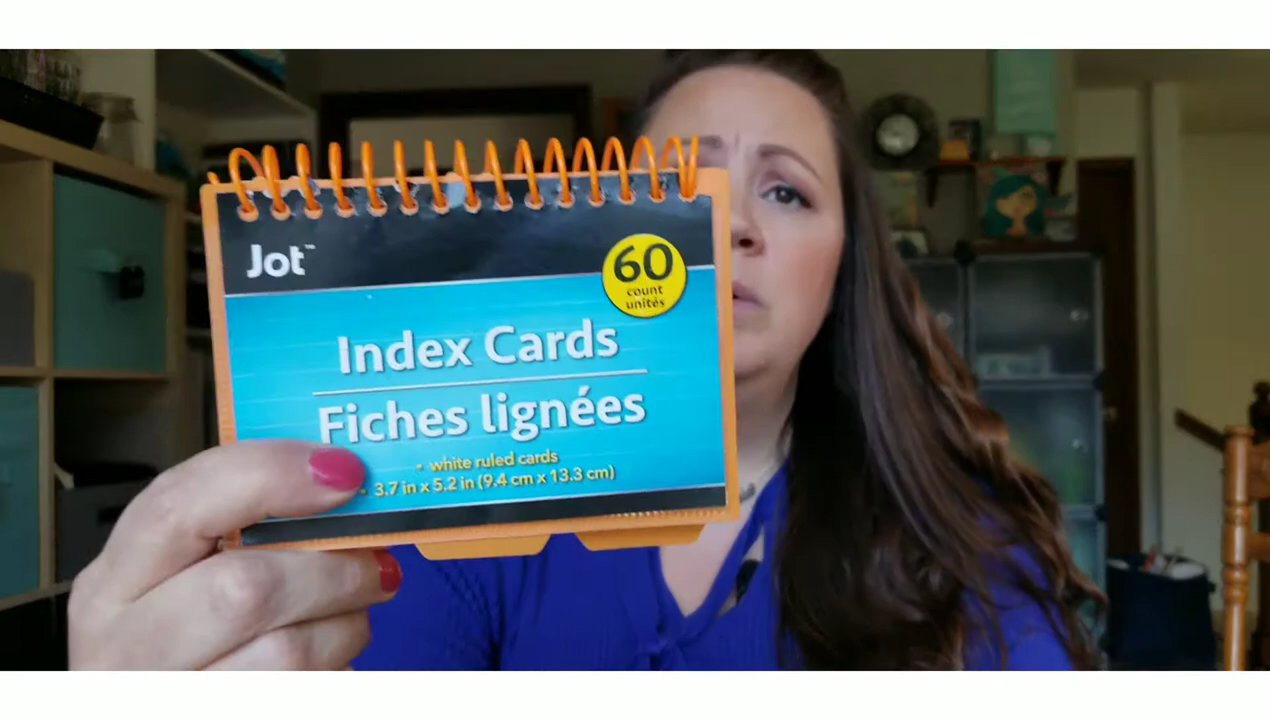 Jot™
60
count
unités
Index Cards
Fiches lignées
• white ruled cards
• 3.7 in x 5.2 in (9.4 cm x 13.3 cm)